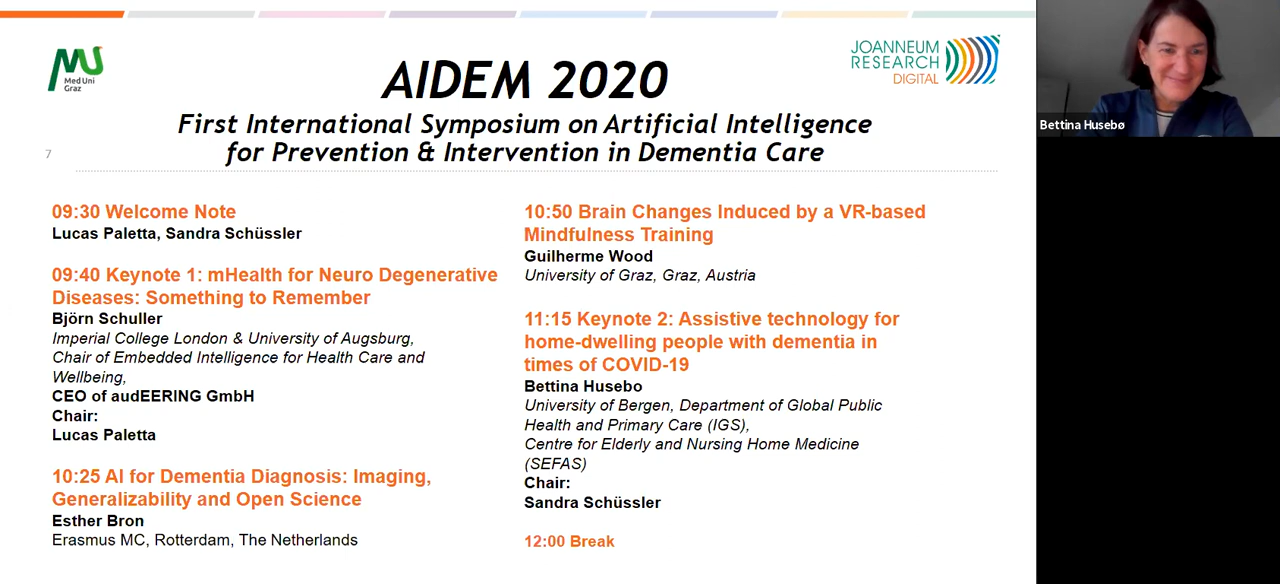 MU
Med Uni
Graz
JOANNEUM
RESEARCH
DIGITAL
AIDEM 2020
First International Symposium on Artificial Intelligence
for Prevention & Intervention in Dementia Care
7
09:30 Welcome Note
Lucas Paletta, Sandra Schüssler
09:40 Keynote 1: mHealth for Neuro Degenerative
Diseases: Something to Remember
Björn Schuller
Imperial College London & University of Augsburg,
Chair of Embedded Intelligence for Health Care and
Wellbeing,
CEO of audEERING GmbH
Chair:
Lucas Paletta
10:25 AI for Dementia Diagnosis: Imaging,
Generalizability and Open Science
Esther Bron
Erasmus MC, Rotterdam, The Netherlands
10:50 Brain Changes Induced by a VR-based
Mindfulness Training
Guilherme Wood
University of Graz, Graz, Austria
11:15 Keynote 2: Assistive technology for
home-dwelling people with dementia in
times of COVID-19
Bettina Husebo
University of Bergen, Department of Global Public
Health and Primary Care (IGS),
Centre for Elderly and Nursing Home Medicine
(SEFAS)
Chair:
Sandra Schüssler
12:00 Break
Bettina Husebø